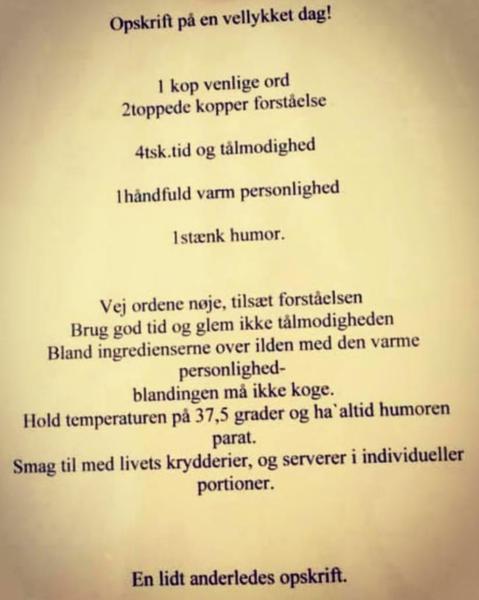 Opskrift på en vellykket dag!
1 kop venlige ord
2toppede kopper forståelse
4tsk.tid og tålmodighed
1håndfuld varm personlighed
1stænk humor.
Vej ordene nøje, tilsæt forståelsen
Brug god tid og glem ikke tålmodigheden
Bland ingredienserne over ilden med den varme
personlighed-
blandingen må ikke koge.
Hold temperaturen på 37,5 grader og ha`altid humoren
parat.
Smag til med livets krydderier, og serverer i individueller
portioner.
En lidt anderledes opskrift.